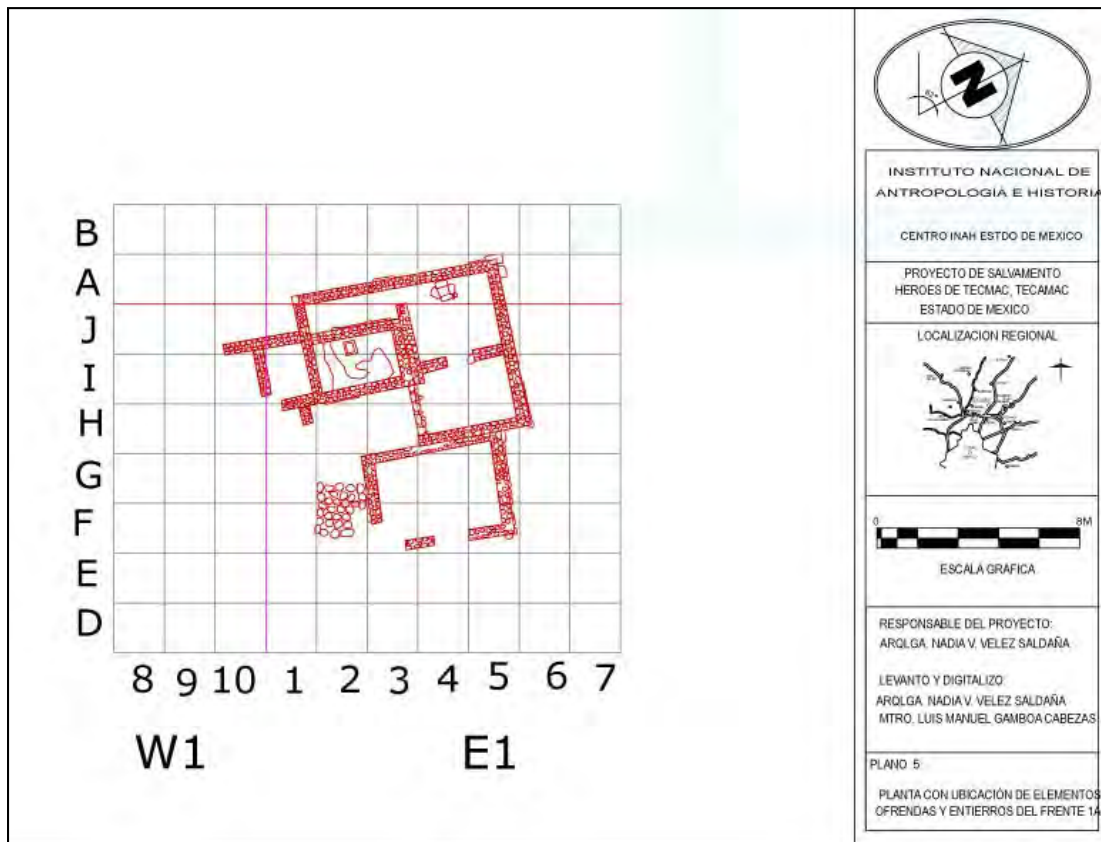 B
A
J
I
H
G
F
E
D
8 9 10 1 2 3 4 5 7
W1 E1
N
82°
INSTITUTO NACIONAL DE
ANTROPOLOGÍA E HISTORIA
CENTRO INAH ESTDO DE MEXICO
PROYECTO DE SALVAMENTO
HEROES DE TECMAC, TECAMAC
ESTADO DE MEXICO
LOCALIZACION REGIONAL
0 8M
ESCALA GRAFICA
RESPONSABLE DEL PROYECTO:
ARQLGA. NADIA V. VELEZ SALDAÑA
LEVANTO Y DIGITALIZO:
ARQLGA. NADIA V. VELEZ SALDAÑA
MTRO. LUIS MANUEL GAMBOA CABEZAS
PLANO 5
PLANTA CON UBICACIÓN DE ELEMENTOS
OFRENDAS Y ENTIERROS DEL FRENTE 1A